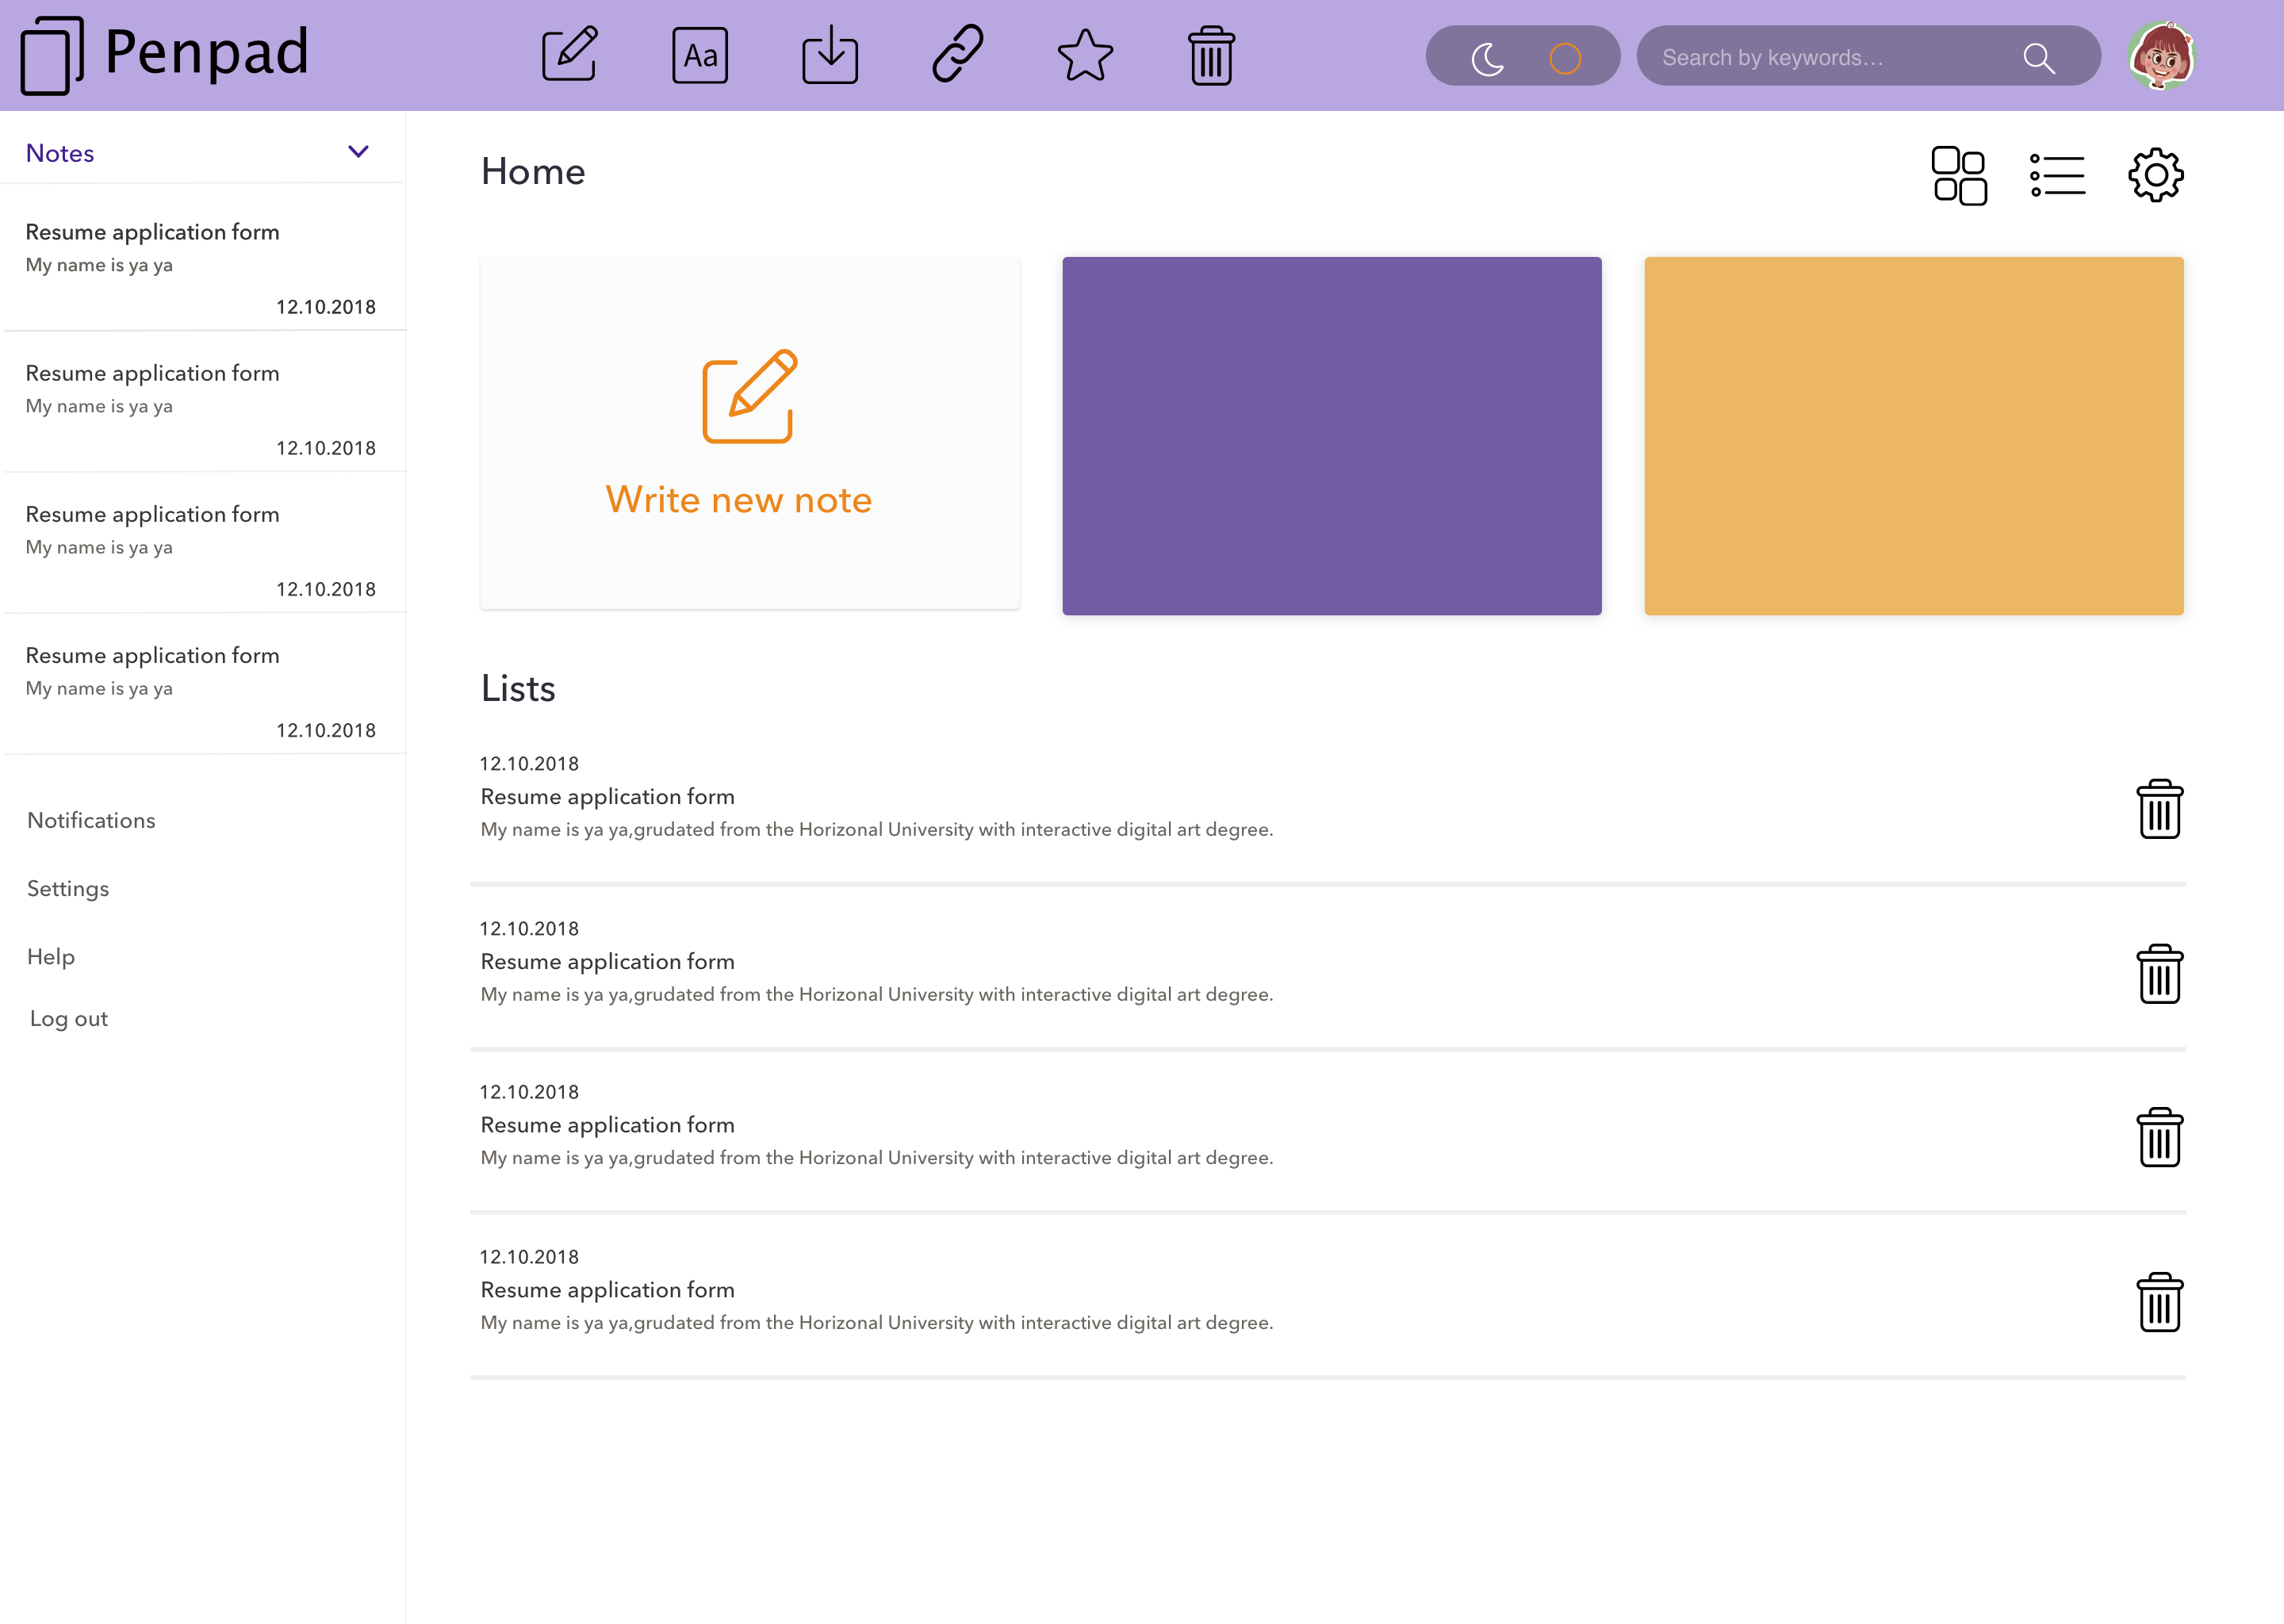 Penpad
Aa
Search by keywords...
Notes
Resume application form
My name is ya ya
12.10.2018
Resume application form
My name is ya ya
12.10.2018
Resume application form
My name is ya ya
12.10.2018
Resume application form
My name is ya ya
12.10.2018
Notifications
Settings
Help
Log out
Home
Write new note
Lists
12.10.2018
Resume application form
My name is ya ya,grudated from the Horizonal University with interactive digital art degree.
12.10.2018
Resume application form
My name is ya ya,grudated from the Horizonal University with interactive digital art degree.
12.10.2018
Resume application form
My name is ya ya,grudated from the Horizonal University with interactive digital art degree.
12.10.2018
Resume application form
My name is ya ya,grudated from the Horizonal University with interactive digital art degree.